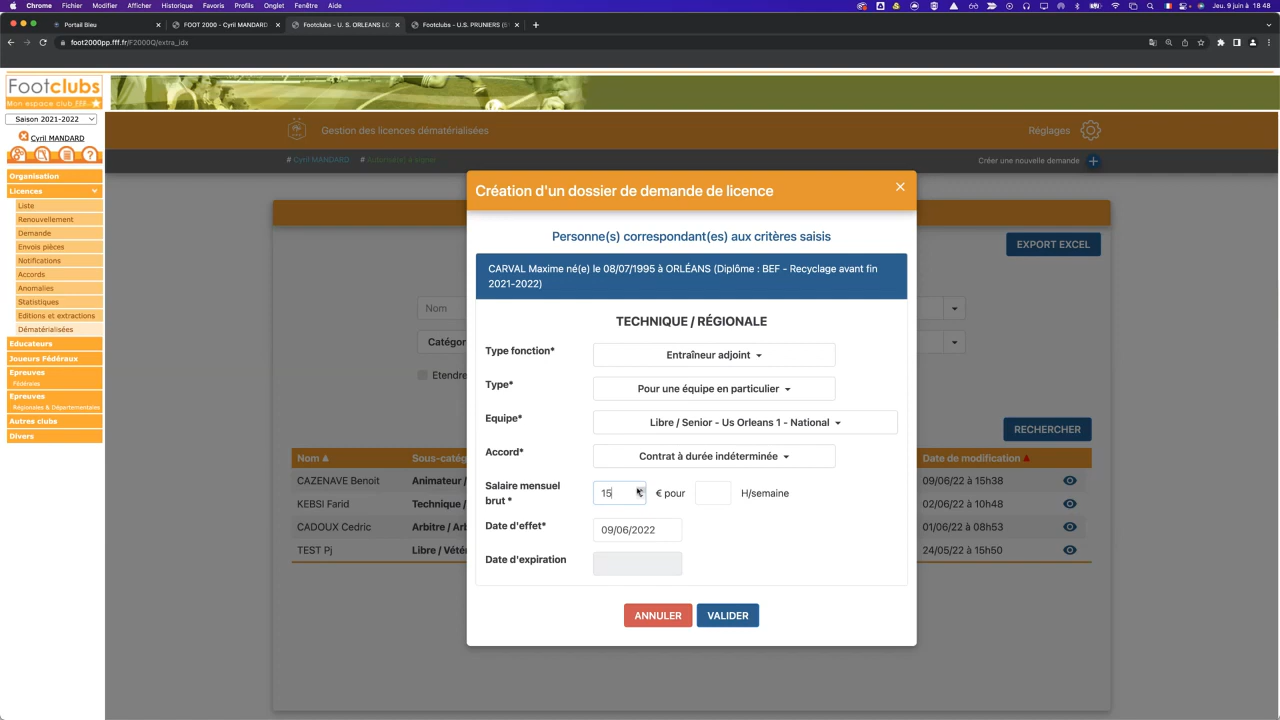 Chrome Fichier Modifier Afficher Historique Favoris Profils Onglet Fenêtre Aide
Jeu. 9 juin à 18 48
Portail Bleu
FOOT 2000 - Cyril MANDARD
Footclubs - U. S. ORLEANS LO
Footclubs - U.S. PRUNIERS (5
foot2000pp.fff.fr/F2000Q/extra_idx
Footclubs
Mon espace club FFF
Saison 2021-2022
Cyril MANDARD
Organisation
Licences
Liste
Renouvellement
Demande
Envois pièces
Notifications
Accords
Anomalies
Statistiques
Editions et extractions
Dématérialisées
Educateurs
Joueurs Fédéraux
Epreuves
Fédérales
Epreuves
Régionales & Départementales
Autres clubs
Divers
Gestion des licences dématérialisées
Réglages
# Cyril MANDARD # Autorisé(e) à signer
Créer une nouvelle demande
Création d'un dossier de demande de licence
Personne(s) correspondant(es) aux critères saisis
CARVAL Maxime né(e) le 08/07/1995 à ORLÉANS (Diplôme : BEF - Recyclage avant fin
2021-2022)
TECHNIQUE / RÉGIONALE
Type fonction* Entraîneur adjoint
Type* Pour une équipe en particulier
Equipe* Libre / Senior - Us Orleans 1 - National
Accord* Contrat à durée indéterminée
Salaire mensuel
brut * 15 € pour H/semaine
Date d'effet* 09/06/2022
Date d'expiration
ANNULER VALIDER
EXPORT EXCEL
Nom
Catégor
Etendre
RECHERCHER
Nom Sous-catég Date de modification
CAZENAVE Benoit Animateur / 09/06/22 à 15h38
KEBSI Farid Technique / 02/06/22 à 10h48
CADOUX Cedric Arbitre / Arl 01/06/22 à 08h53
TEST Pj Libre / Vété 24/05/22 à 15h50